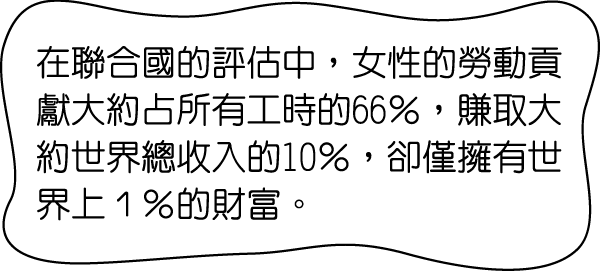 在聯合國的評估中，女性的勞動貢
獻大約占所有工時的66％，賺取大
約世界總收入的10％，卻僅擁有世
界上１％的財富。